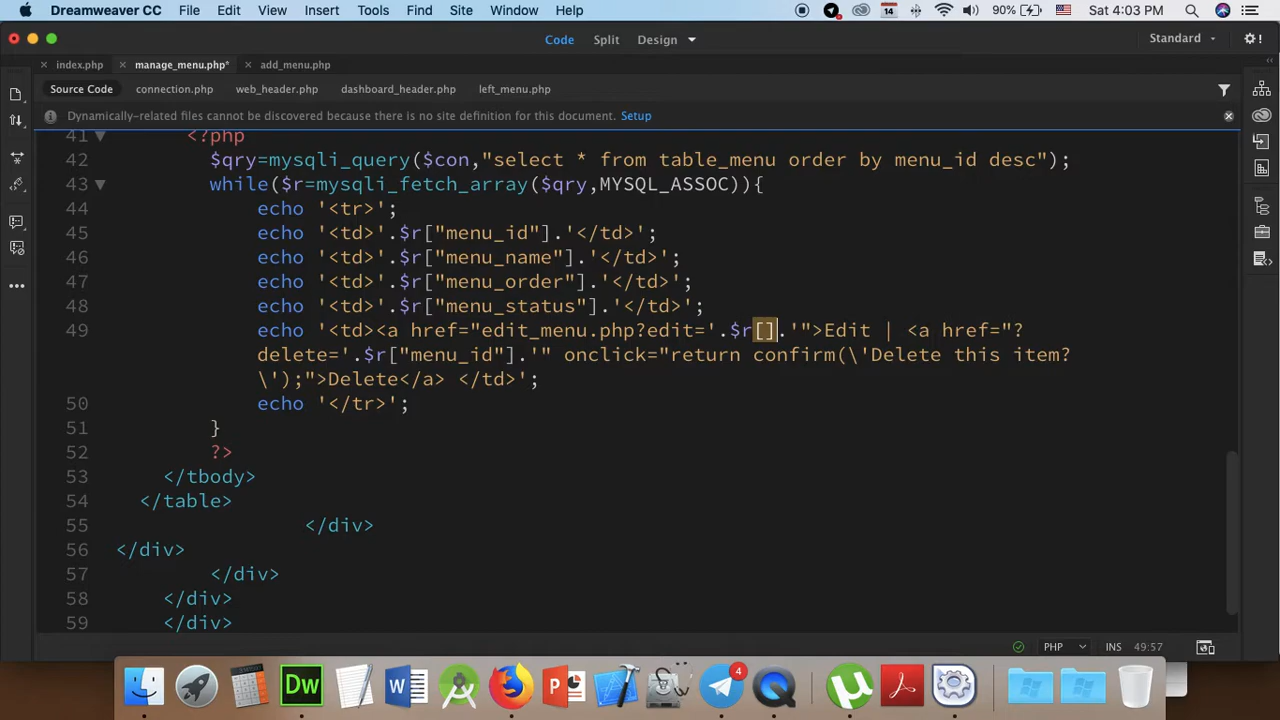 Dreamweaver CC File Edit View Insert Tools Find Site Window Help 14 90% Sat 4:03 PM
Code Split Design Standard
index.php manage_menu.php* add_menu.php
Source Code connection.php web_header.php dashboard_header.php left_menu.php
Dynamically-related files cannot be discovered because there is no site definition for this document. Setup
41 <?php
42 $qry=mysqli_query($con,"select * from table_menu order by menu_id desc");
43 while($r=mysqli_fetch_array($qry,MYSQL_ASSOC)){
44 echo '<tr>';
45 echo '<td>'.$r["menu_id"].'</td>';
46 echo '<td>'.$r["menu_name"].'</td>';
47 echo '<td>'.$r["menu_order"].'</td>';
48 echo '<td>'.$r["menu_status"].'</td>';
49 echo '<td><a href="edit_menu.php?edit='.$r[].'">Edit | <a href="?
delete='.$r["menu_id"].'" onclick="return confirm(\'Delete this item?
\');">Delete</a> </td>';
50 echo '</tr>';
51 }
52 ?>
53 </tbody>
54 </table>
55 </div>
56 </div>
57 </div>
58 </div>
59 </div>
PHP INS 49:57
Dw W P 4